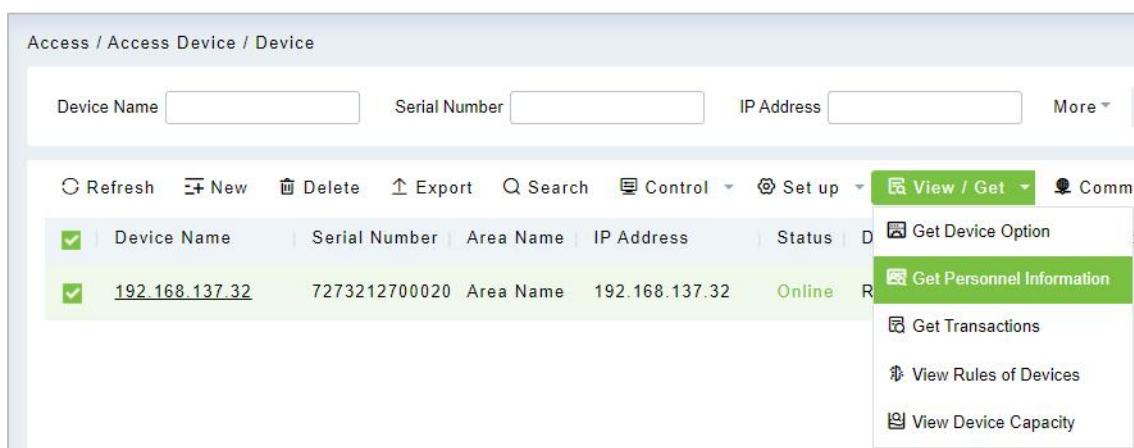 Access / Access Device / Device
Device Name Serial Number IP Address More
Refresh New Delete Export Search Control Set up View / Get Comm
Device Name Serial Number Area Name IP Address Status D
192.168.137.32 7273212700020 Area Name 192.168.137.32 Online R
Get Device Option
Get Personnel Information
Get Transactions
View Rules of Devices
View Device Capacity